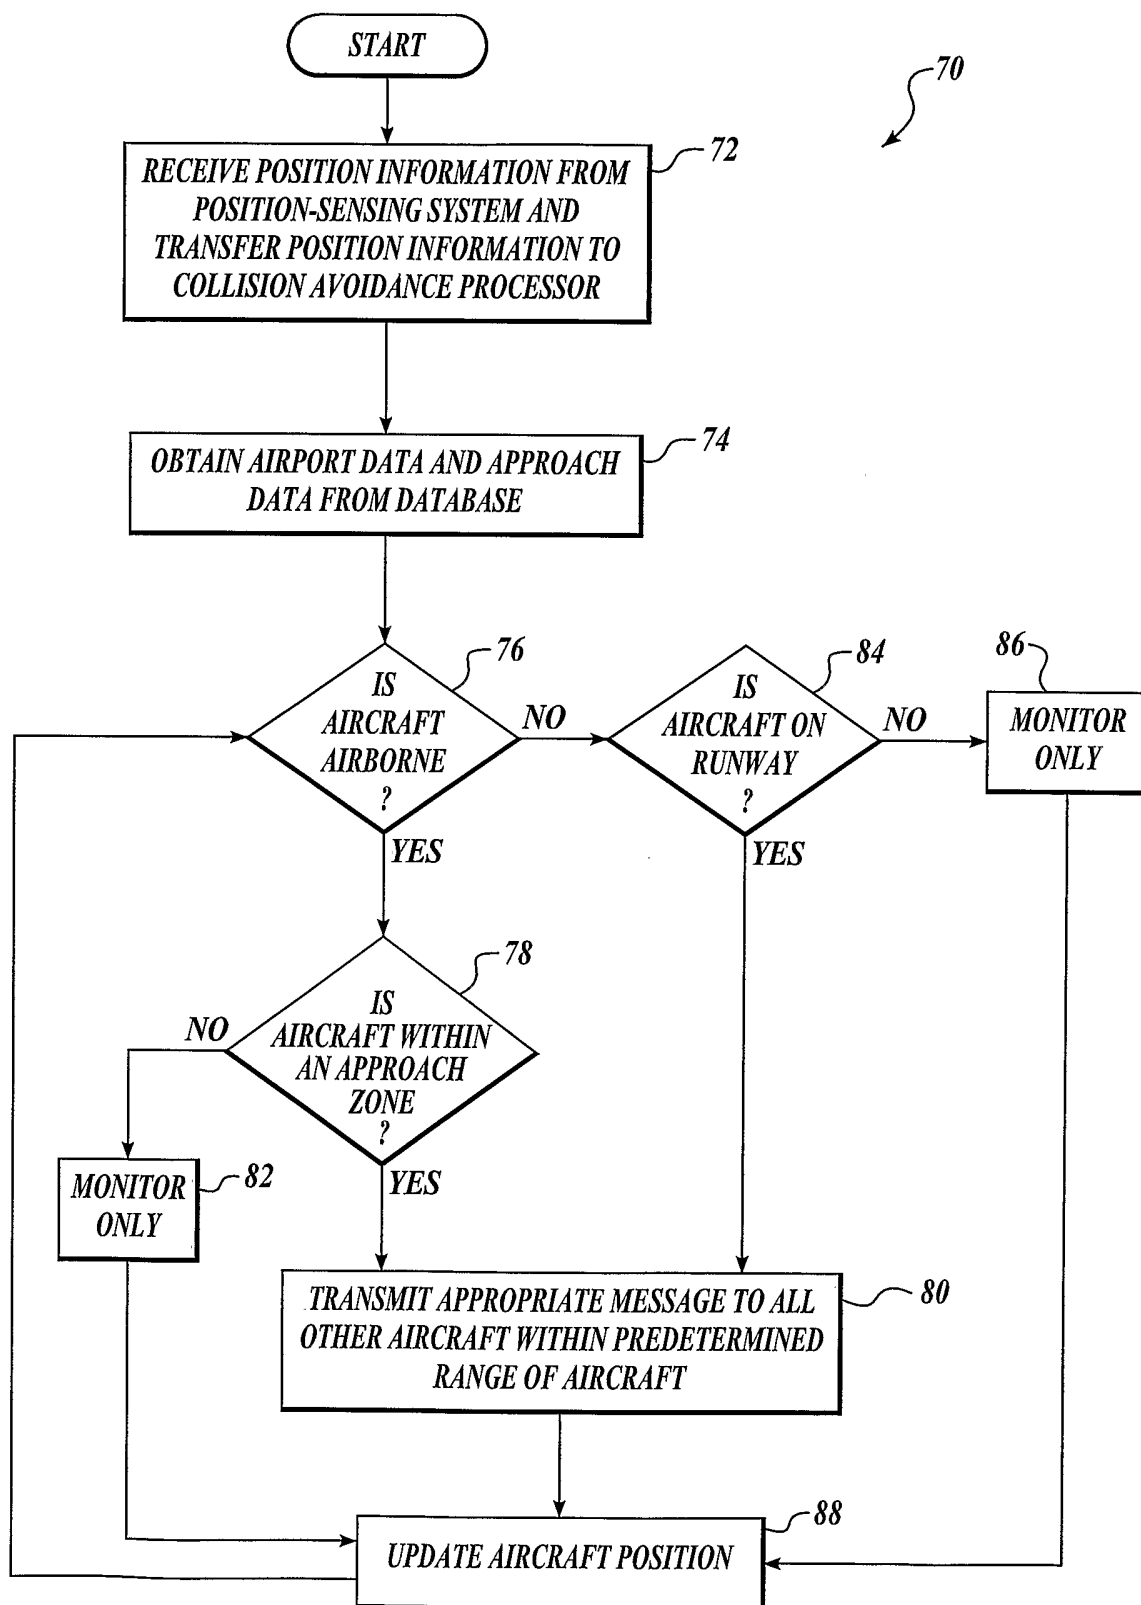 START
70
72
RECEIVE POSITION INFORMATION FROM
POSITION-SENSING SYSTEM AND
TRANSFER POSITION INFORMATION TO
COLLISION AVOIDANCE PROCESSOR
74
OBTAIN AIRPORT DATA AND APPROACH
DATA FROM DATABASE
76
IS
AIRCRAFT
AIRBORNE
?
NO
YES
84
IS
AIRCRAFT ON
RUNWAY
?
NO
YES
86
MONITOR
ONLY
78
IS
AIRCRAFT WITHIN
AN APPROACH
ZONE
?
NO
YES
82
MONITOR
ONLY
80
TRANSMIT APPROPRIATE MESSAGE TO ALL
OTHER AIRCRAFT WITHIN PREDETERMINED
RANGE OF AIRCRAFT
88
UPDATE AIRCRAFT POSITION